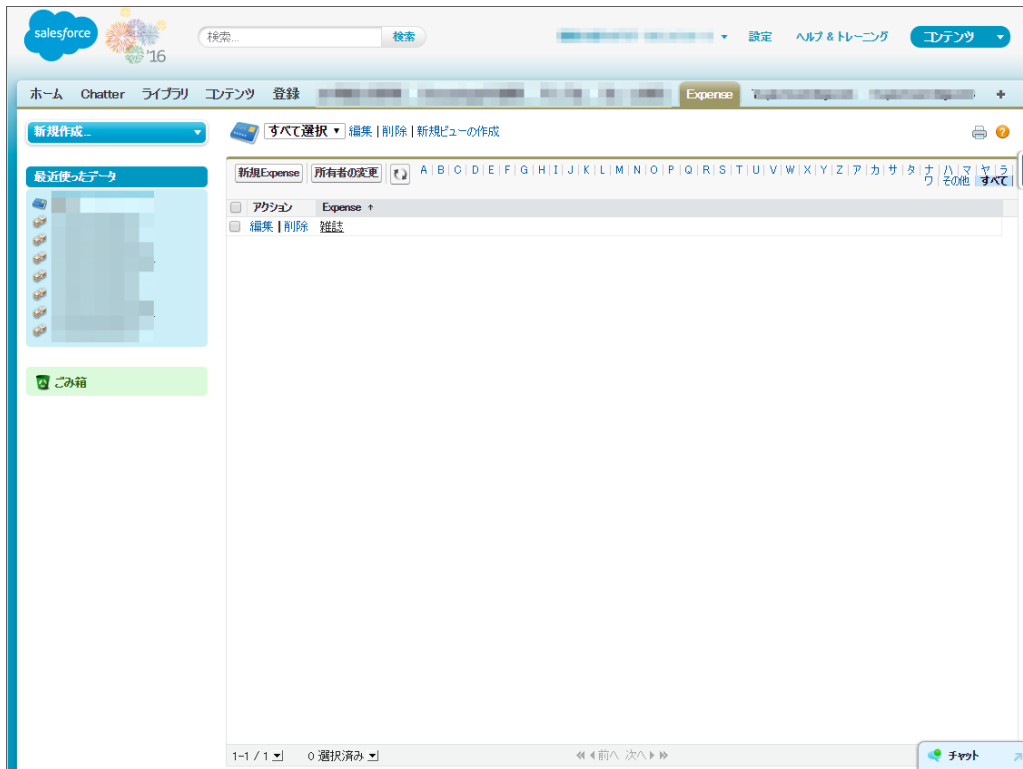 salesforce '16 検索... 検索 設定 ヘルプ & トレーニング コンテンツ
ホーム Chatter ライブラリ コンテンツ 登録 Expense +
新規作成...
すべて選択 編集 | 削除 | 新規ビューの作成
最近使ったデータ
新規Expense 所有者の変更 A | B | C | D | E | F | G | H | I | J | K | L | M | N | O | P | Q | R | S | T | U | V | W | X | Y | Z | ア | カ | サ | タ | ナ | ハ | マ | ヤ | ラ |
ワ | その他 | すべて
アクション Expense ↑
編集 | 削除 雑誌
ごみ箱
1-1 / 1 0 選択済み 前へ 次へ
チャット